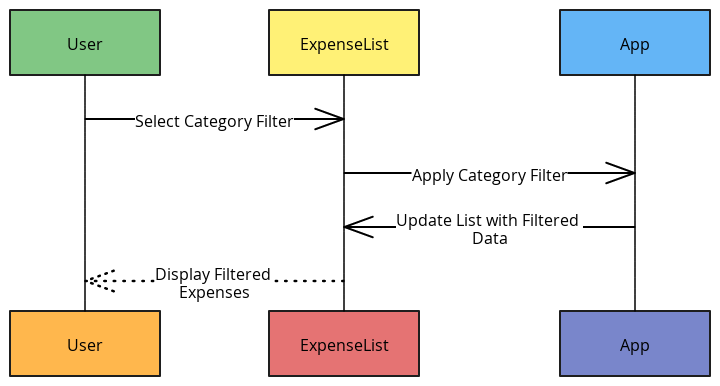 User
ExpenseList
App
Select Category Filter
Apply Category Filter
Update List with Filtered
Data
Display Filtered
Expenses
User
ExpenseList
App